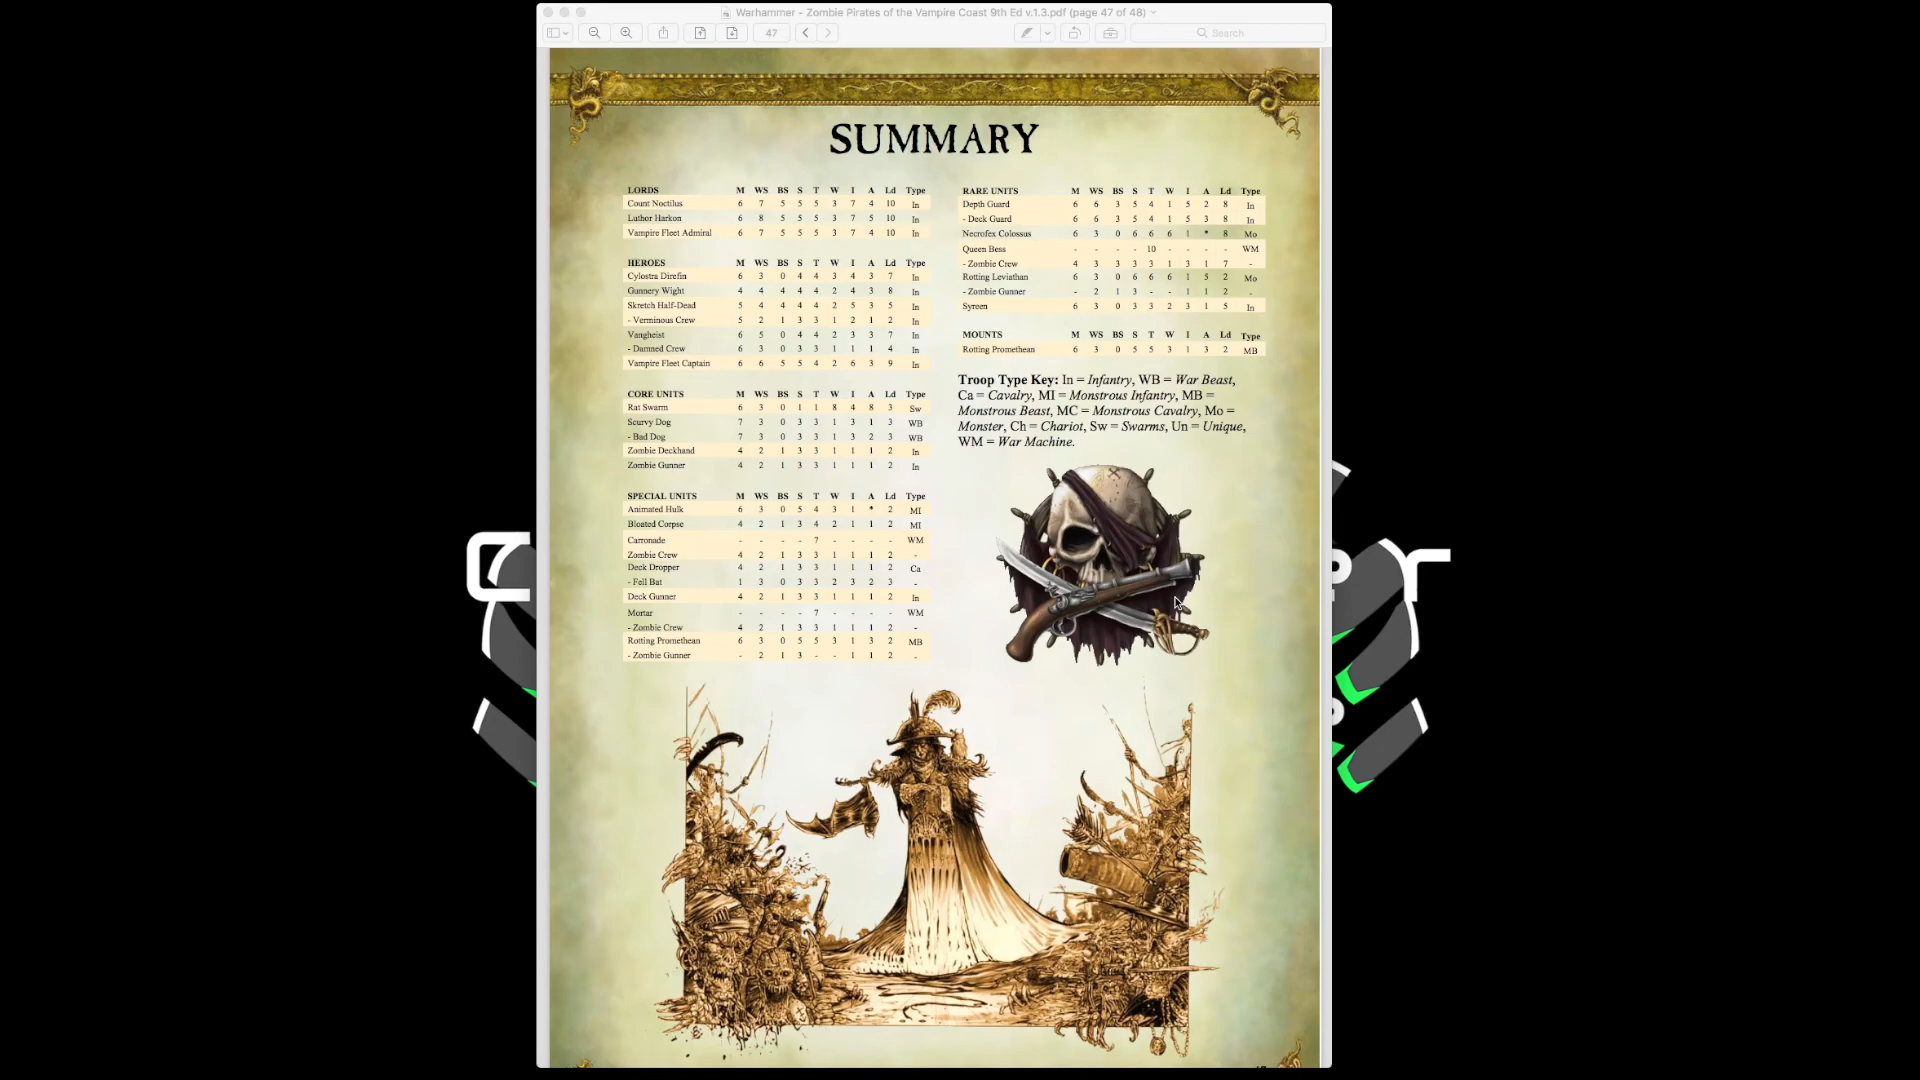 Warhammer - Zombie Pirates of the Vampire Coast 9th Ed v.1.3.pdf (page 47 of 48)
47
Search
SUMMARY
LORDS M WS BS S T W I A Ld Type
Count Noctilus 6 7 5 5 5 3 7 4 10 In
Luthor Harkon 6 8 5 5 5 3 7 5 10 In
Vampire Fleet Admiral 6 7 5 5 5 3 7 4 10 In
HEROES M WS BS S T W I A Ld Type
Cylostra Direfin 6 3 0 4 4 3 4 3 7 In
Gunnery Wight 4 4 4 4 4 2 4 3 8 In
Skretch Half-Dead 5 4 4 4 4 2 5 3 5 In
- Verminous Crew 5 2 1 3 3 1 2 1 2 In
Vangheist 6 5 0 4 4 2 3 3 7 In
- Damned Crew 6 3 0 3 3 1 1 1 4 In
Vampire Fleet Captain 6 6 5 5 4 2 6 3 9 In
CORE UNITS M WS BS S T W I A Ld Type
Rat Swarm 6 3 0 1 1 8 4 8 3 Sw
Scurvy Dog 7 3 0 3 3 1 3 1 3 WB
- Bad Dog 7 3 0 3 3 1 3 2 3 WB
Zombie Deckhand 4 2 1 3 3 1 1 1 2 In
Zombie Gunner 4 2 1 3 3 1 1 1 2 In
SPECIAL UNITS M WS BS S T W I A Ld Type
Animated Hulk 6 3 0 5 4 3 1 * 2 MI
Bloated Corpse 4 2 1 3 4 2 1 1 2 MI
Carronade - - - - 7 - - - - WM
Zombie Crew 4 2 1 3 3 1 1 1 2 -
Deck Dropper 4 2 1 3 3 1 1 1 2 Ca
- Fell Bat 1 3 0 3 3 2 3 2 3 -
Deck Gunner 4 2 1 3 3 1 1 1 2 In
Mortar - - - - 7 - - - - WM
- Zombie Crew 4 2 1 3 3 1 1 1 2 -
Rotting Promethean 6 3 0 5 5 3 1 3 2 MB
- Zombie Gunner - 2 1 3 - - 1 1 2 -
RARE UNITS M WS BS S T W I A Ld Type
Depth Guard 6 6 3 5 4 1 5 2 8 In
- Deck Guard 6 6 3 5 4 1 5 3 8 In
Necrofex Colossus 6 3 0 6 6 6 1 * 8 Mo
Queen Bess - - - - 10 - - - - WM
- Zombie Crew 4 3 3 3 3 1 3 1 7 -
Rotting Leviathan 6 3 0 6 6 6 1 5 2 Mo
- Zombie Gunner - 2 1 3 - - 1 1 2 -
Syreen 6 3 0 3 3 2 3 1 5 In
MOUNTS M WS BS S T W I A Ld Type
Rotting Promethean 6 3 0 5 5 3 1 3 2 MB
Troop Type Key: In = Infantry, WB = War Beast,
Ca = Cavalry, MI = Monstrous Infantry, MB =
Monstrous Beast, MC = Monstrous Cavalry, Mo =
Monster, Ch = Chariot, Sw = Swarms, Un = Unique,
WM = War Machine.